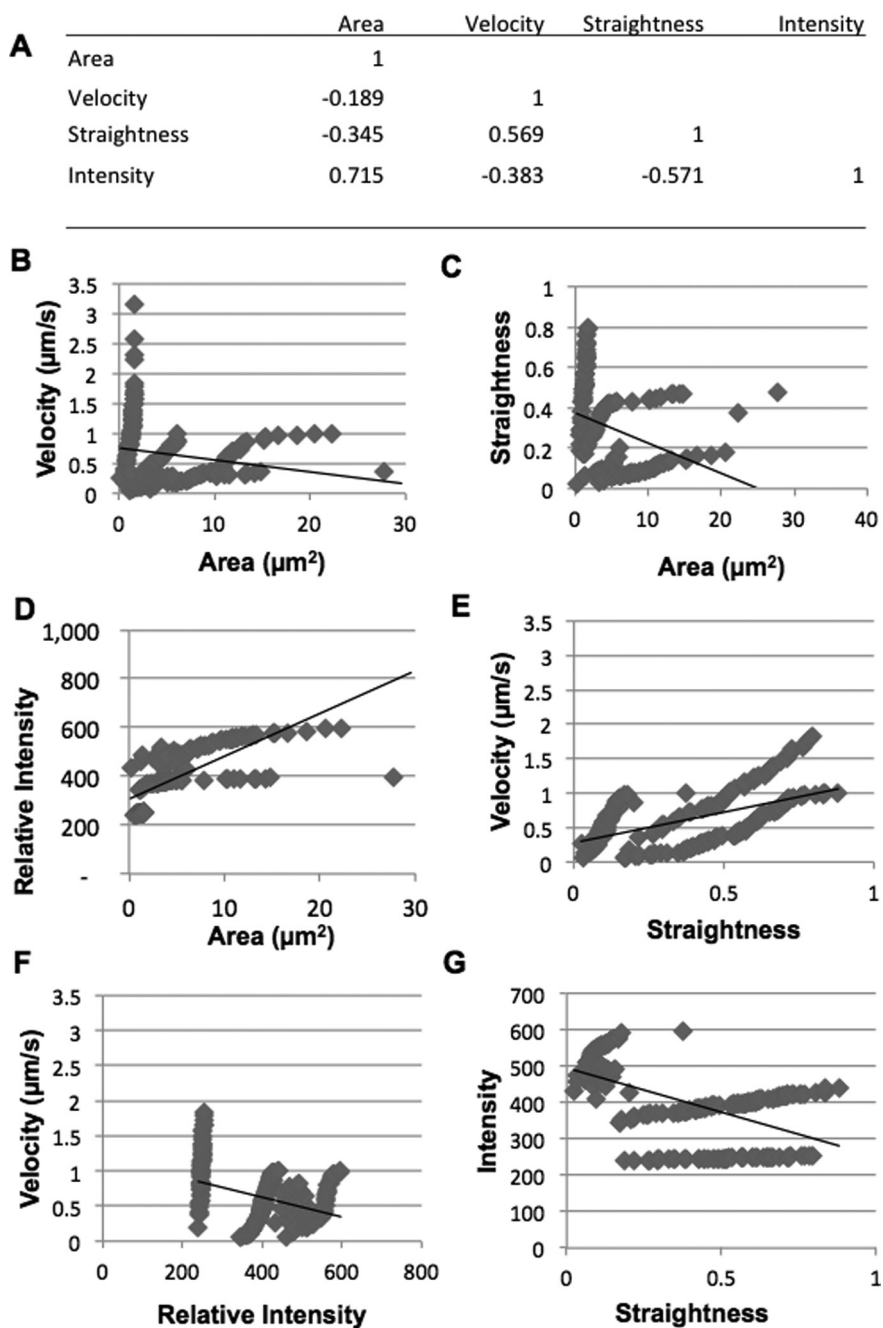 A
Area Velocity Straightness Intensity
Area 1
Velocity -0.189 1
Straightness -0.345 0.569 1
Intensity 0.715 -0.383 -0.571 1
B
Velocity (µm/s)
3.5
3
2.5
2
1.5
1
0.5
0
0 10 20 30
Area (µm²)
C
Straightness
1
0.8
0.6
0.4
0.2
0
0 10 20 30 40
Area (µm²)
D
Relative Intensity
1,000
800
600
400
200
-
0 10 20 30
Area (µm²)
E
Velocity (µm/s)
3.5
3
2.5
2
1.5
1
0.5
0
0 0.5 1
Straightness
F
Velocity (µm/s)
3.5
3
2.5
2
1.5
1
0.5
0
0 200 400 600 800
Relative Intensity
G
Intensity
700
600
500
400
300
200
100
0
0 0.5 1
Straightness